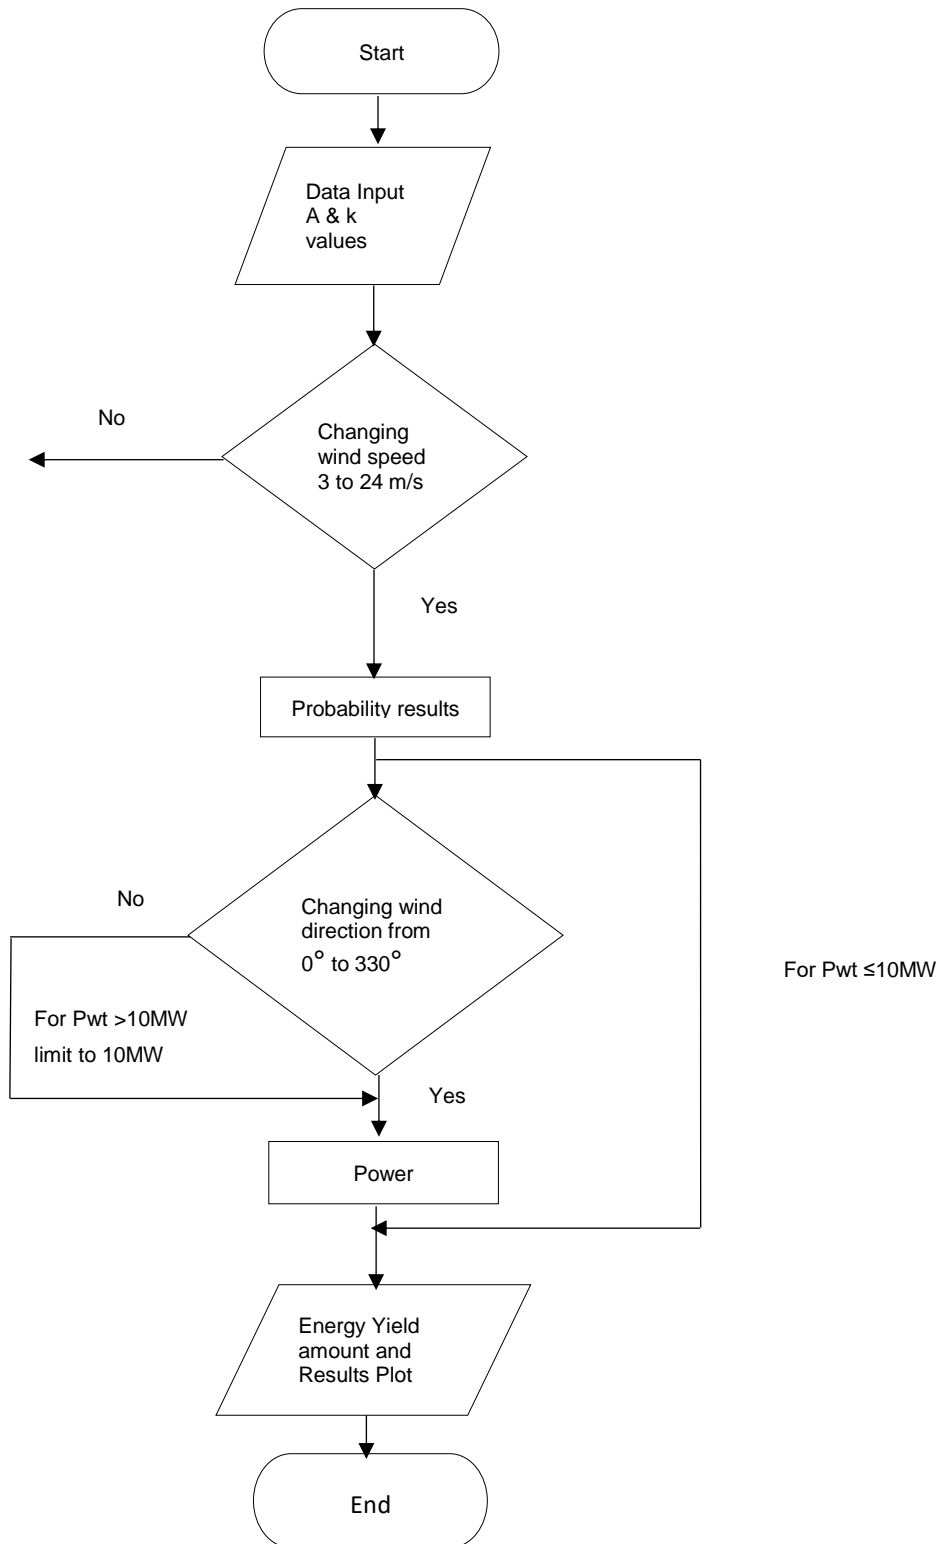 Start
Data Input
A & k
values
No
Changing
wind speed
3 to 24 m/s
Yes
Probability results
No
Changing wind
direction from
0° to 330°
For Pwt ≤10MW
For Pwt >10MW
limit to 10MW
Yes
Power
Energy Yield
amount and
Results Plot
End